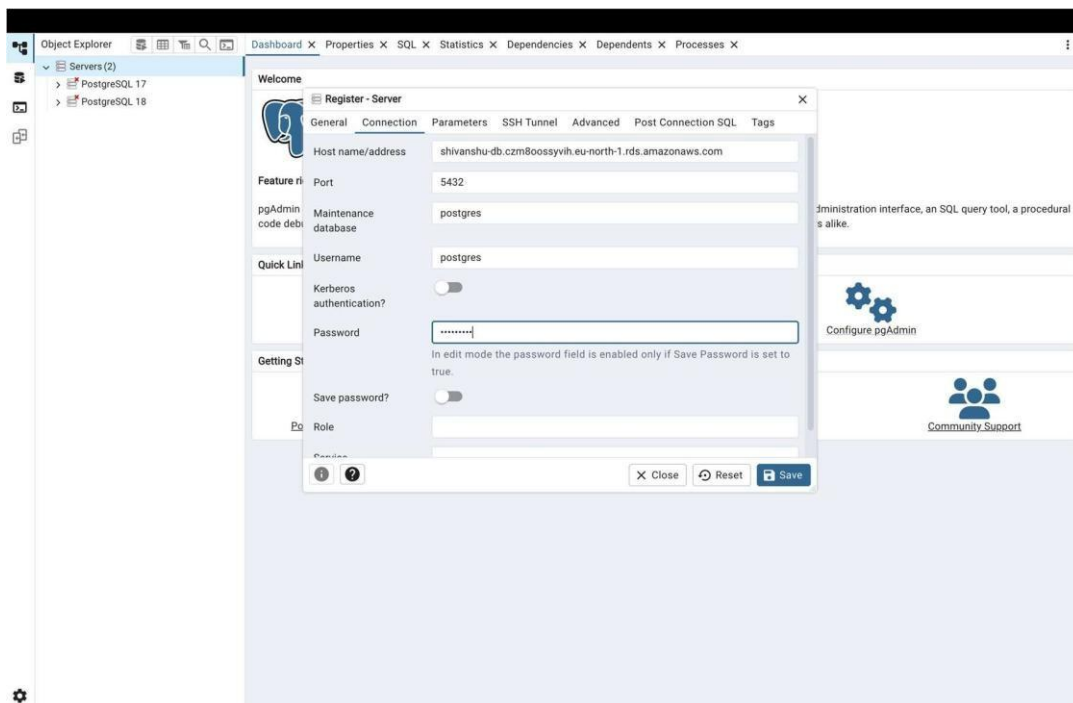 Object Explorer
Dashboard Properties SQL Statistics Dependencies Dependents Processes
Servers (2)
PostgreSQL 17
PostgreSQL 18
Welcome
Register - Server
General Connection Parameters SSH Tunnel Advanced Post Connection SQL Tags
Host name/address shivanshu-db.czm8oossyvih.eu-north-1.rds.amazonaws.com
Feature ri
Port 5432
pgAdmin
dministration interface, an SQL query tool, a procedural
code debu
s alike.
Maintenance
database
postgres
Username postgres
Quick Lin
Kerberos
authentication?
Configure pgAdmin
Password •••••••••
In edit mode the password field is enabled only if Save Password is set to
true.
Getting St
Save password?
Po
Role
Community Support
Service
Close Reset Save